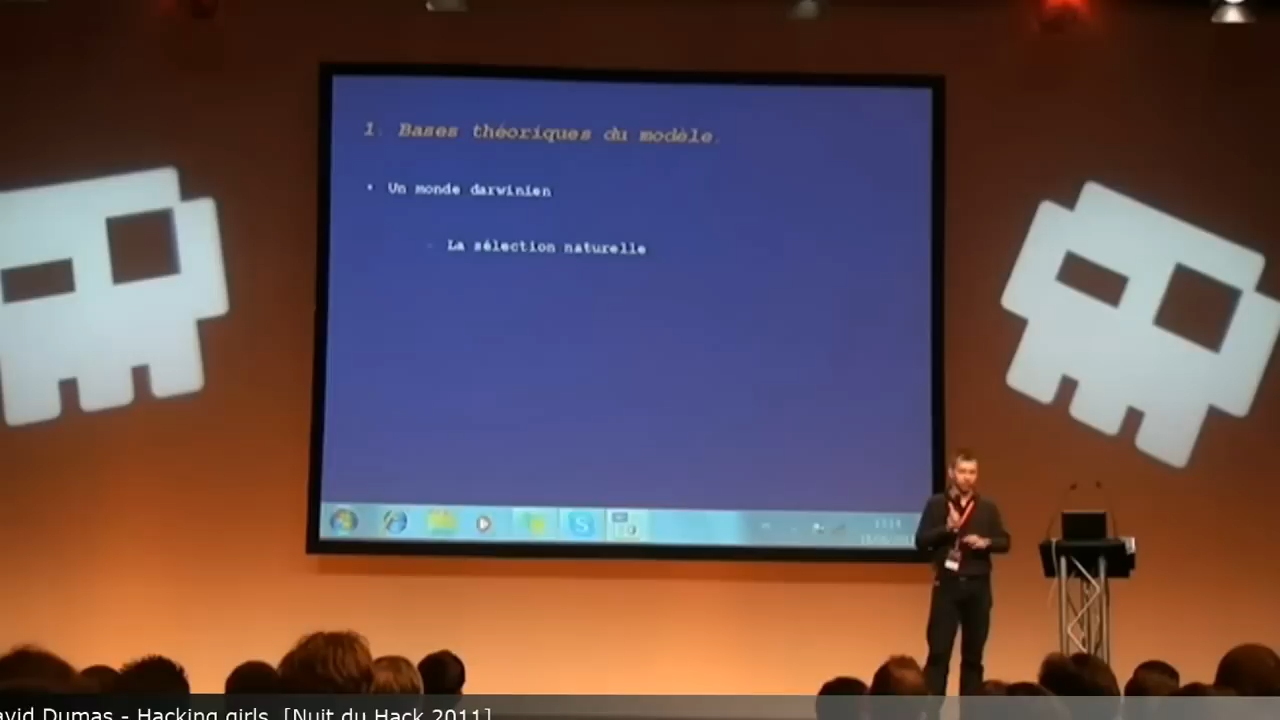 1. Bases théoriques du modèle.
• Un monde darwinien
- La sélection naturelle
avid Dumas - Hacking girls [Nuit du Hack 2011]